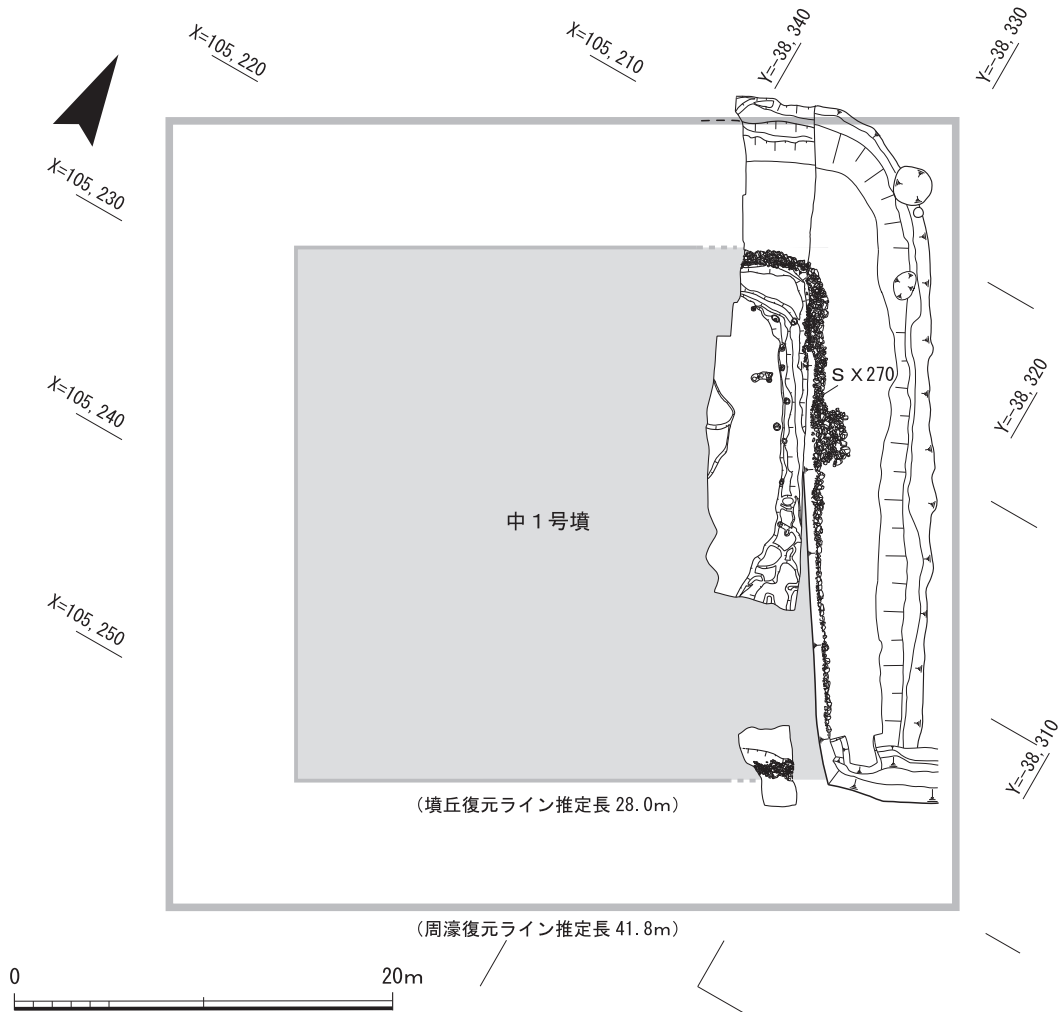 X=105,220
X=105,210
Y=-38,340
Y=-38,330
X=105,230
ＳＸ270
Y=-38,320
X=105,240
中１号墳
X=105,250
Y=-38,310
（墳丘復元ライン推定長 28.0ｍ）
（周濠復元ライン推定長 41.8ｍ）
0
20ｍ